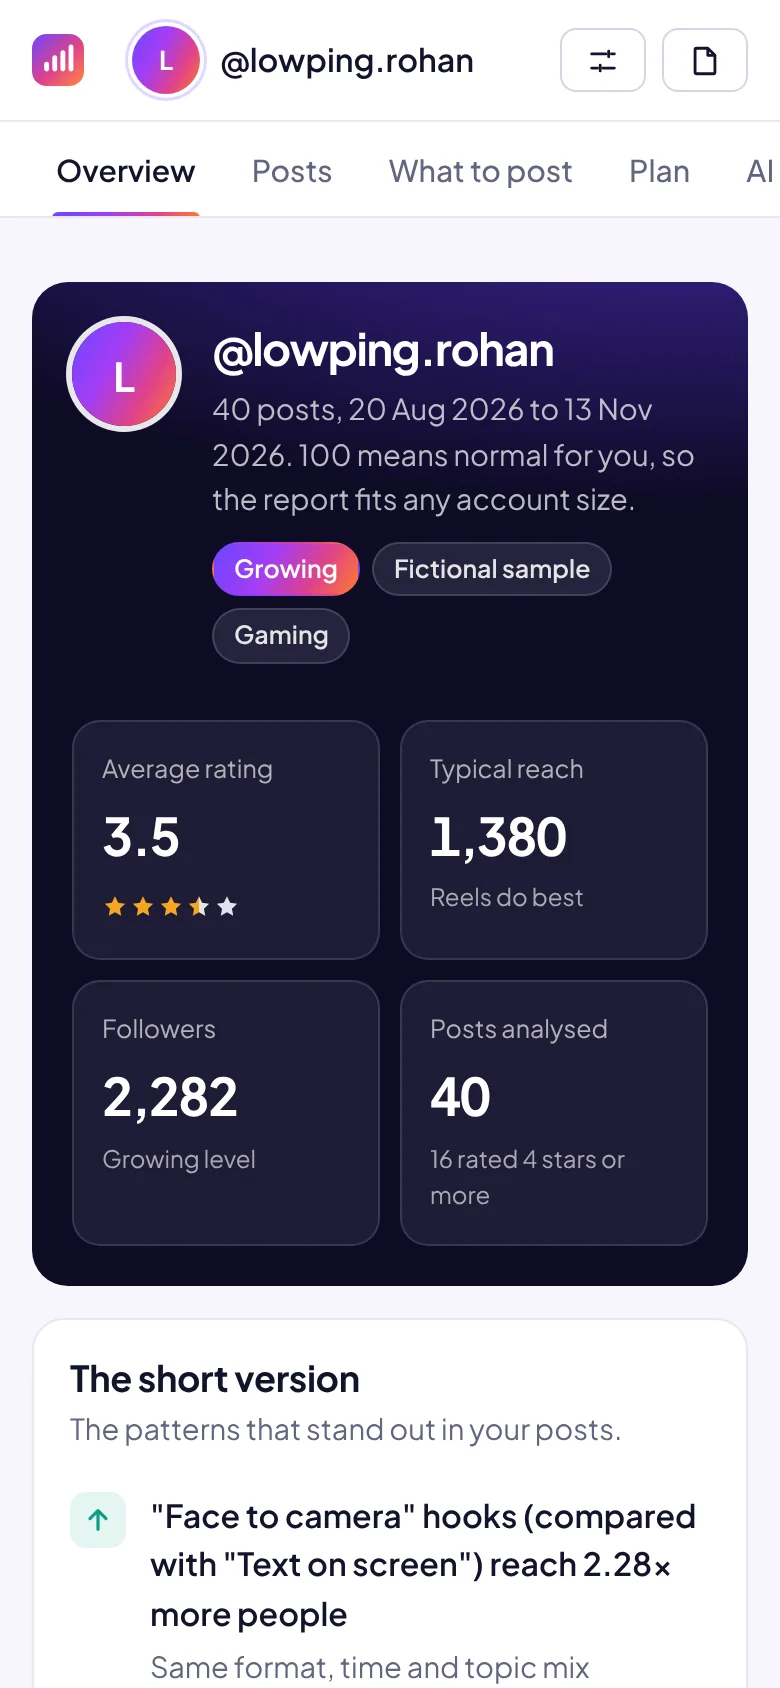 L
@lowping.rohan
Overview
Posts
What to post
Plan
AI
L
@lowping.rohan
40 posts, 20 Aug 2026 to 13 Nov
2026. 100 means normal for you, so
the report fits any account size.
Growing
Fictional sample
Gaming
Average rating
3.5
Typical reach
1,380
Reels do best
Followers
2,282
Growing level
Posts analysed
40
16 rated 4 stars or
more
The short version
The patterns that stand out in your posts.
"Face to camera" hooks (compared
with "Text on screen") reach 2.28×
more people
Same format, time and topic mix